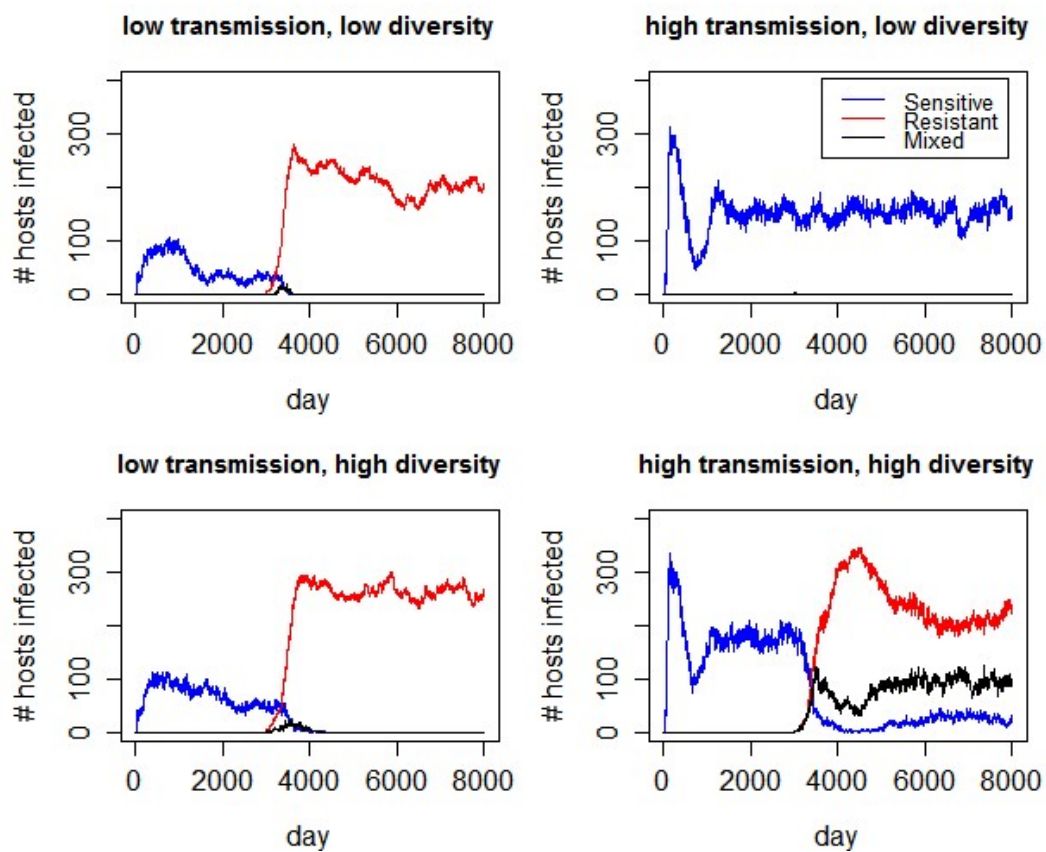 low transmission, low diversity
# hosts infected
300
100
0
0 2000 4000 6000 8000
day
high transmission, low diversity
# hosts infected
300
100
0
Sensitive
Resistant
Mixed
0 2000 4000 6000 8000
day
low transmission, high diversity
# hosts infected
300
100
0
0 2000 4000 6000 8000
day
high transmission, high diversity
# hosts infected
300
100
0
0 2000 4000 6000 8000
day